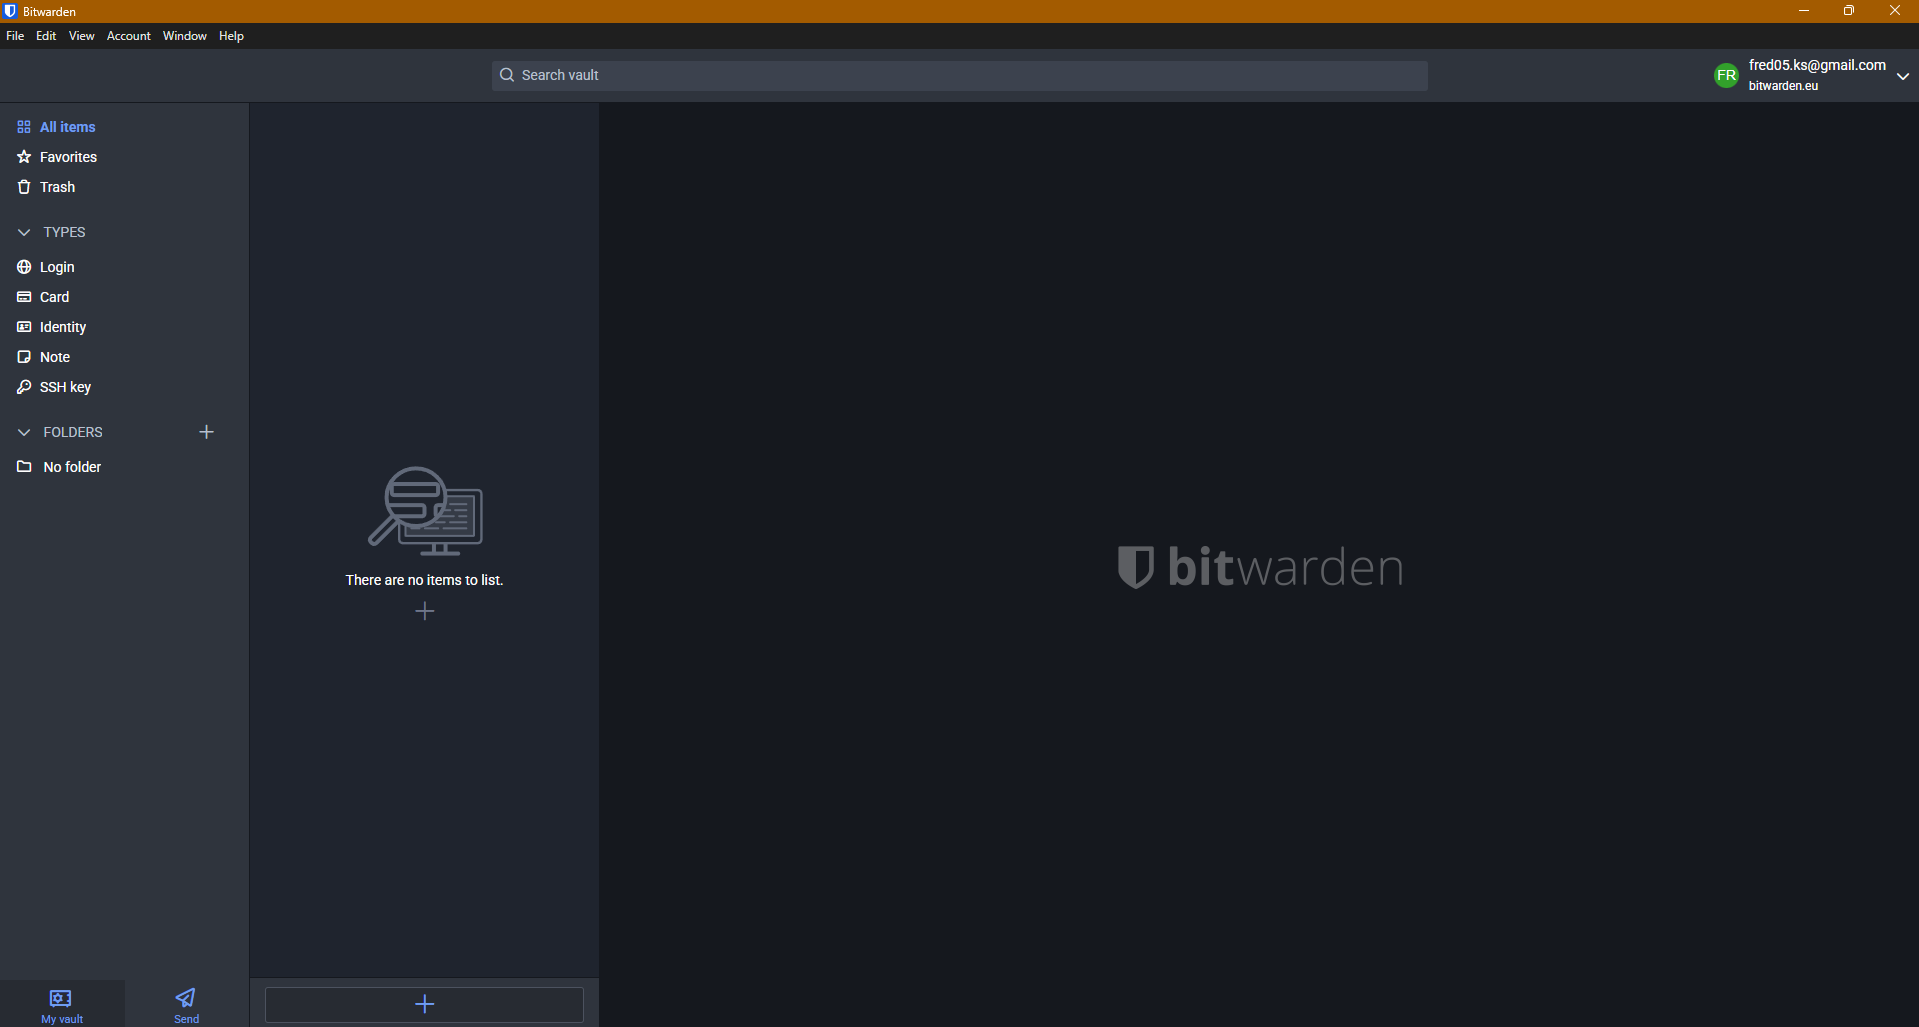 Bitwarden
File Edit View Account Window Help
Search vault
FR
fred05.ks@gmail.com
bitwarden.eu
All items
Favorites
Trash
TYPES
Login
Card
Identity
Note
SSH key
FOLDERS
No folder
There are no items to list.
bitwarden
My vault
Send